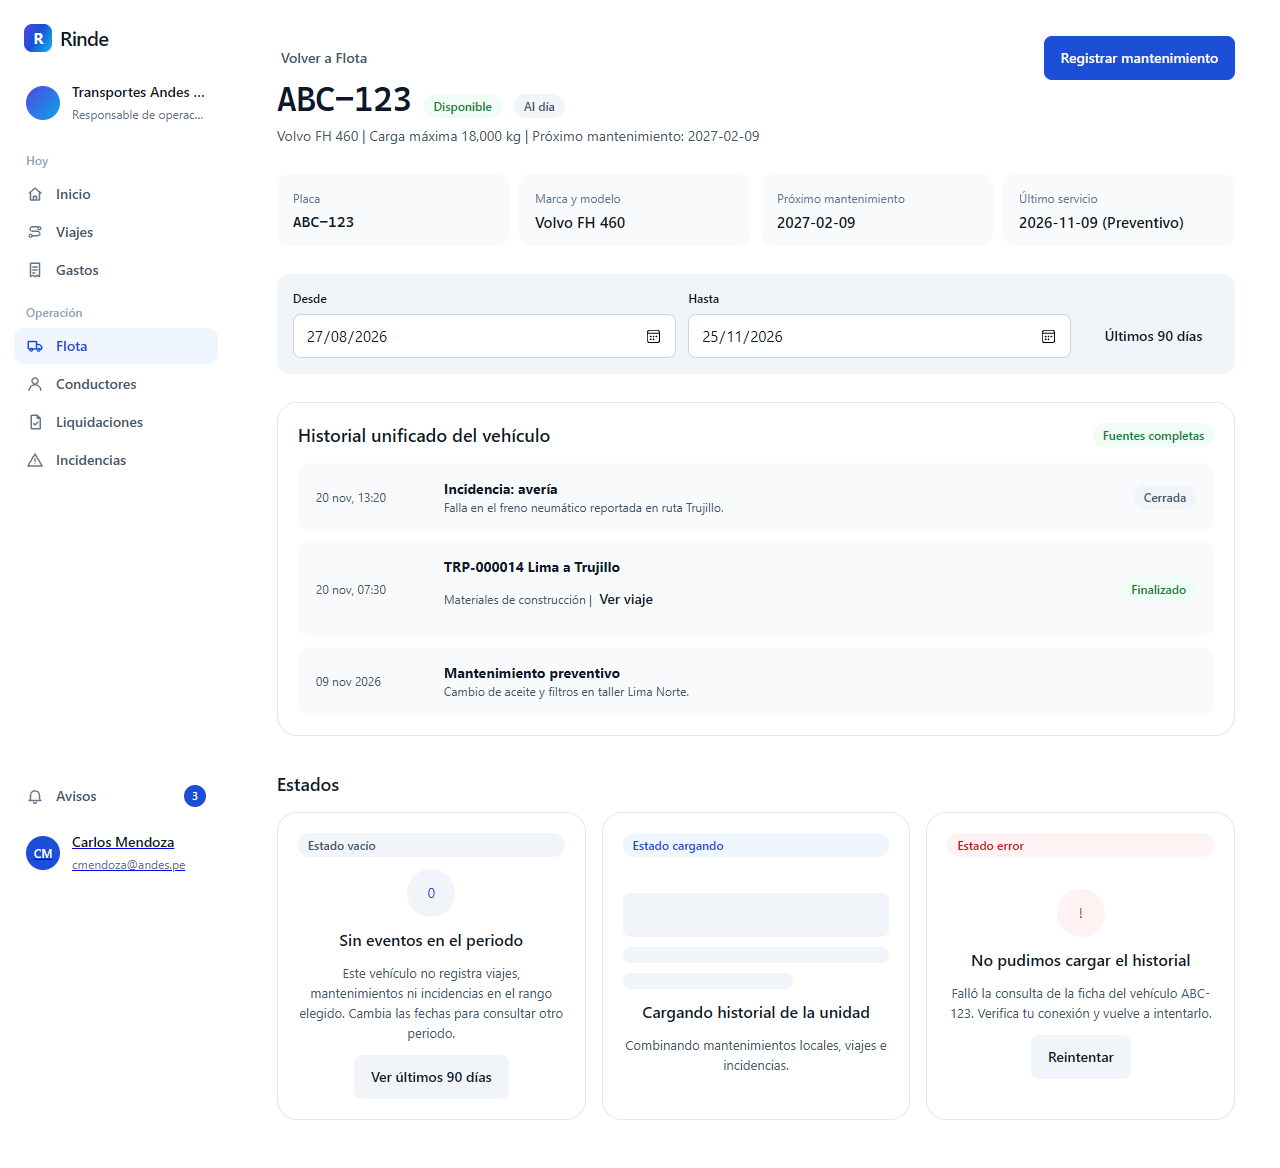 R Rinde
Transportes Andes ...
Responsable de operac...
Hoy
Inicio
Viajes
Gastos
Operación
Flota
Conductores
Liquidaciones
Incidencias
Avisos 3
CM Carlos Mendoza
cmendoza@andes.pe
Volver a Flota
Registrar mantenimiento
ABC-123 Disponible Al día
Volvo FH 460 | Carga máxima 18,000 kg | Próximo mantenimiento: 2027-02-09
Placa
ABC-123
Marca y modelo
Volvo FH 460
Próximo mantenimiento
2027-02-09
Último servicio
2026-11-09 (Preventivo)
Desde
27/08/2026
Hasta
25/11/2026
Últimos 90 días
Historial unificado del vehículo Fuentes completas
20 nov, 13:20
Incidencia: avería
Falla en el freno neumático reportada en ruta Trujillo.
Cerrada
20 nov, 07:30
TRP-000014 Lima a Trujillo
Materiales de construcción | Ver viaje
Finalizado
09 nov 2026
Mantenimiento preventivo
Cambio de aceite y filtros en taller Lima Norte.
Estados
Estado vacío
0
Sin eventos en el periodo
Este vehículo no registra viajes,
mantenimientos ni incidencias en el rango
elegido. Cambia las fechas para consultar otro
periodo.
Ver últimos 90 días
Estado cargando
Cargando historial de la unidad
Combinando mantenimientos locales, viajes e
incidencias.
Estado error
!
No pudimos cargar el historial
Falló la consulta de la ficha del vehículo ABC-
123. Verifica tu conexión y vuelve a intentarlo.
Reintentar